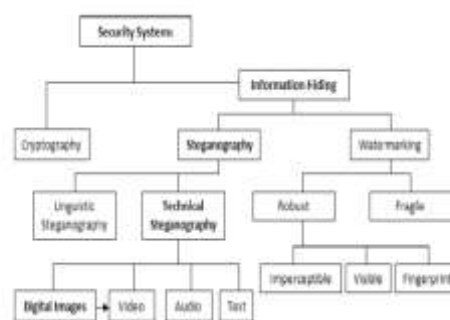 Security Systems
Information Hiding
Cryptography
Steganography
Watermarking
Linguistic
Steganography
Technical
Steganography
Robust
Fragile
Imperceptible
Visible
Fingerprint
Digital Images
Video
Audio
Text